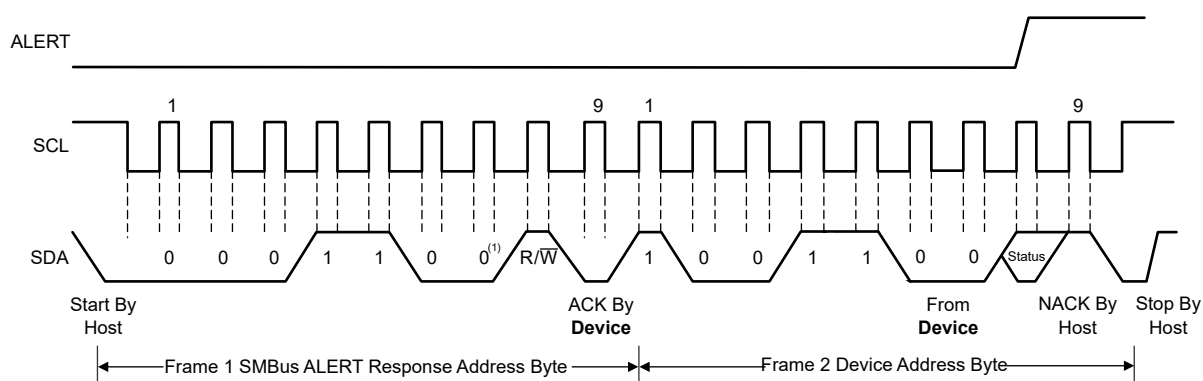 ALERT
1 9 1 9
SCL
SDA
0 0 0 1 1 0 0(1) R/W̅ 1 0 0 1 1 0 0 Status
Start By
Host
ACK By
Device
From
Device
NACK By
Host
Stop By
Host
Frame 1 SMBus ALERT Response Address Byte
Frame 2 Device Address Byte